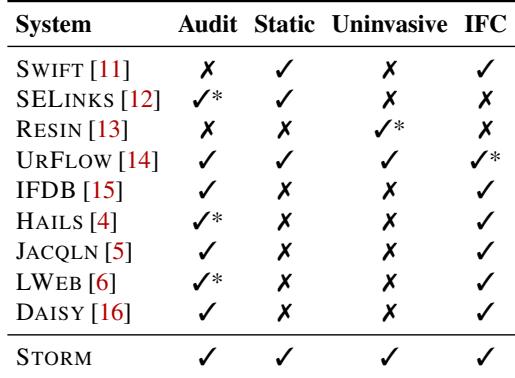 System Audit Static Uninvasive IFC
SWIFT [11] ✗ ✓ ✗ ✓
SELINKS [12] ✓* ✓ ✗ ✗
RESIN [13] ✗ ✗ ✓* ✗
URFLOW [14] ✓ ✓ ✓ ✓*
IFDB [15] ✓ ✗ ✗ ✓
HAILS [4] ✓* ✗ ✗ ✓
JACQLN [5] ✓ ✗ ✗ ✓
LWEB [6] ✓* ✗ ✗ ✓
DAISY [16] ✓ ✗ ✗ ✓
STORM ✓ ✓ ✓ ✓